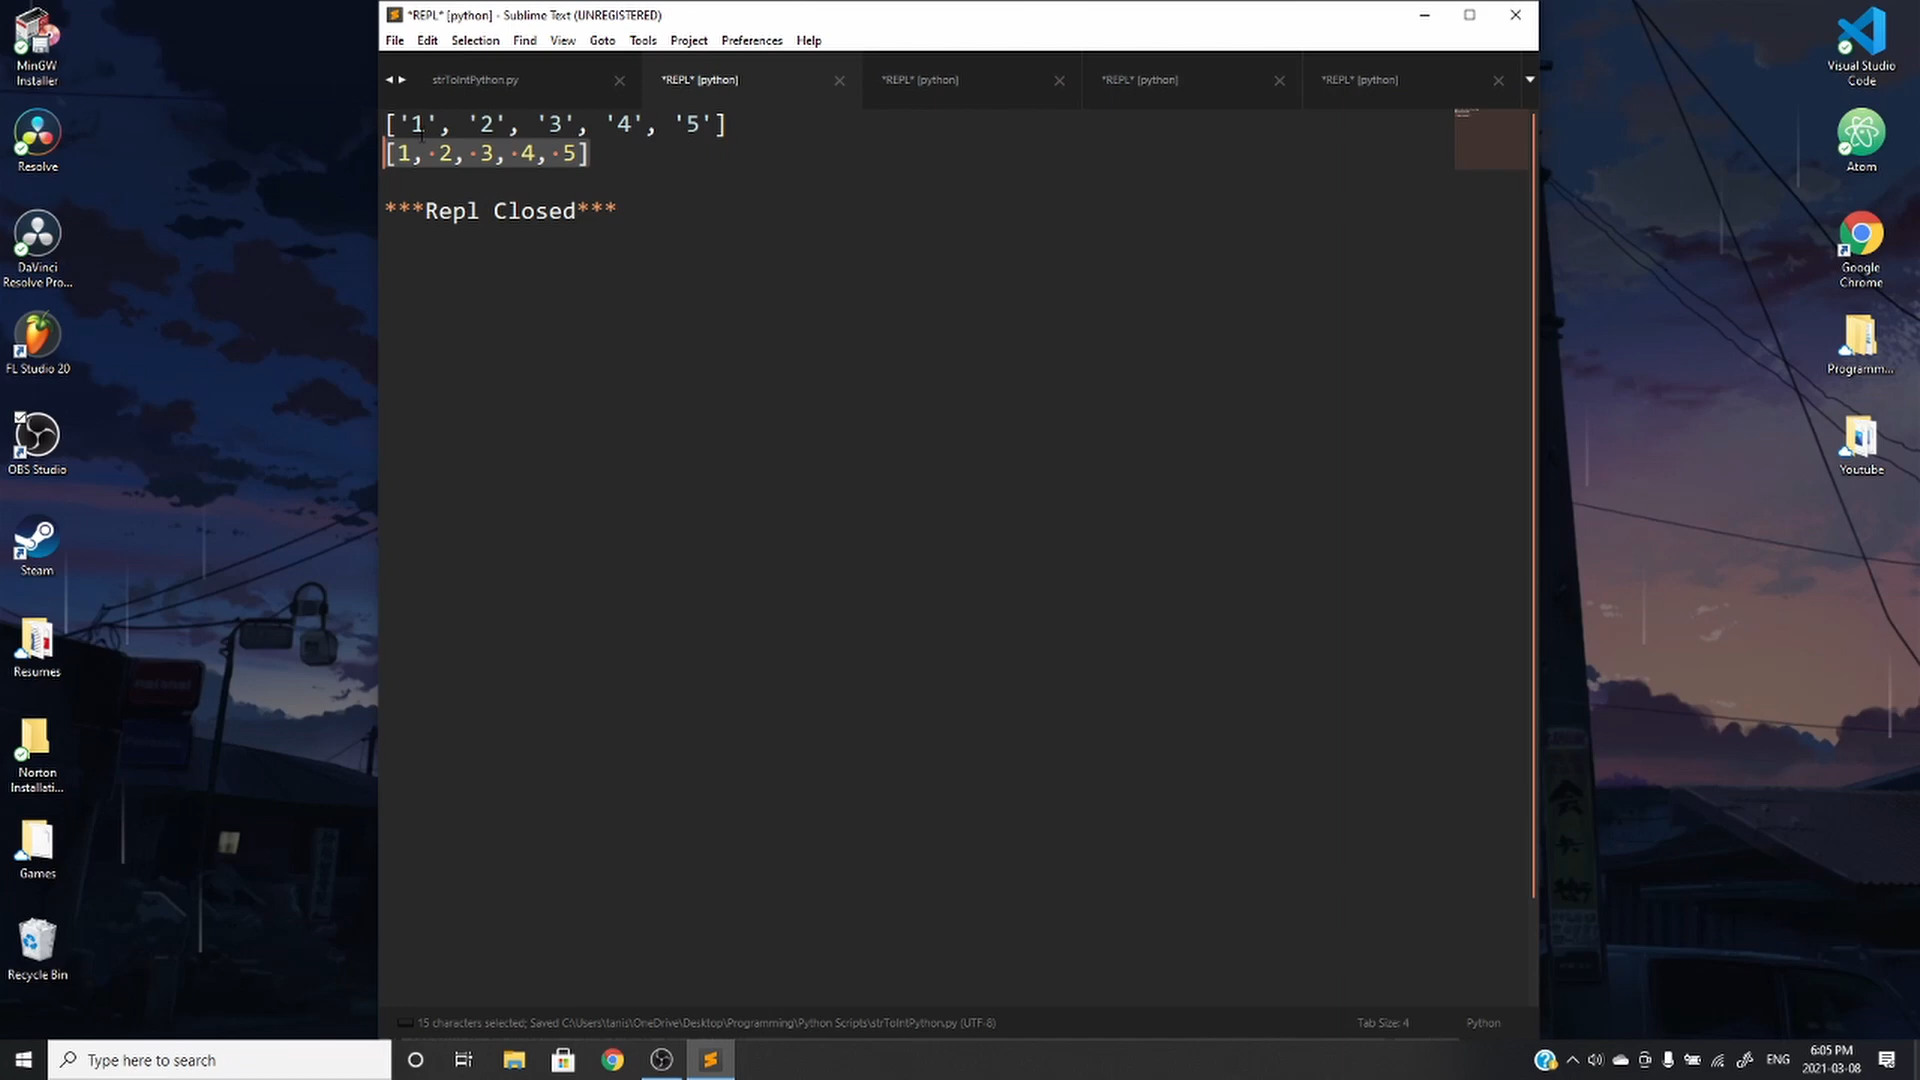 *REPL* [python] - Sublime Text (UNREGISTERED)
File Edit Selection Find View Goto Tools Project Preferences Help
strToIntPython.py *REPL* [python] *REPL* [python] *REPL* [python] *REPL* [python]
['1', '2', '3', '4', '5']
[1, 2, 3, 4, 5]
***Repl Closed***
15 characters selected; Saved C:\Users\tanis\OneDrive\Desktop\Programming\Python Scripts\strToIntPython.py (UTF-8) Tab Size: 4 Python
MinGW
Installer
Resolve
DaVinci
Resolve Pro...
FL Studio 20
OBS Studio
Steam
Resumes
Norton
Installati...
Games
Recycle Bin
Visual Studio
Code
Atom
Google
Chrome
Programm...
Youtube
Type here to search
ENG
6:05 PM
2021-03-08